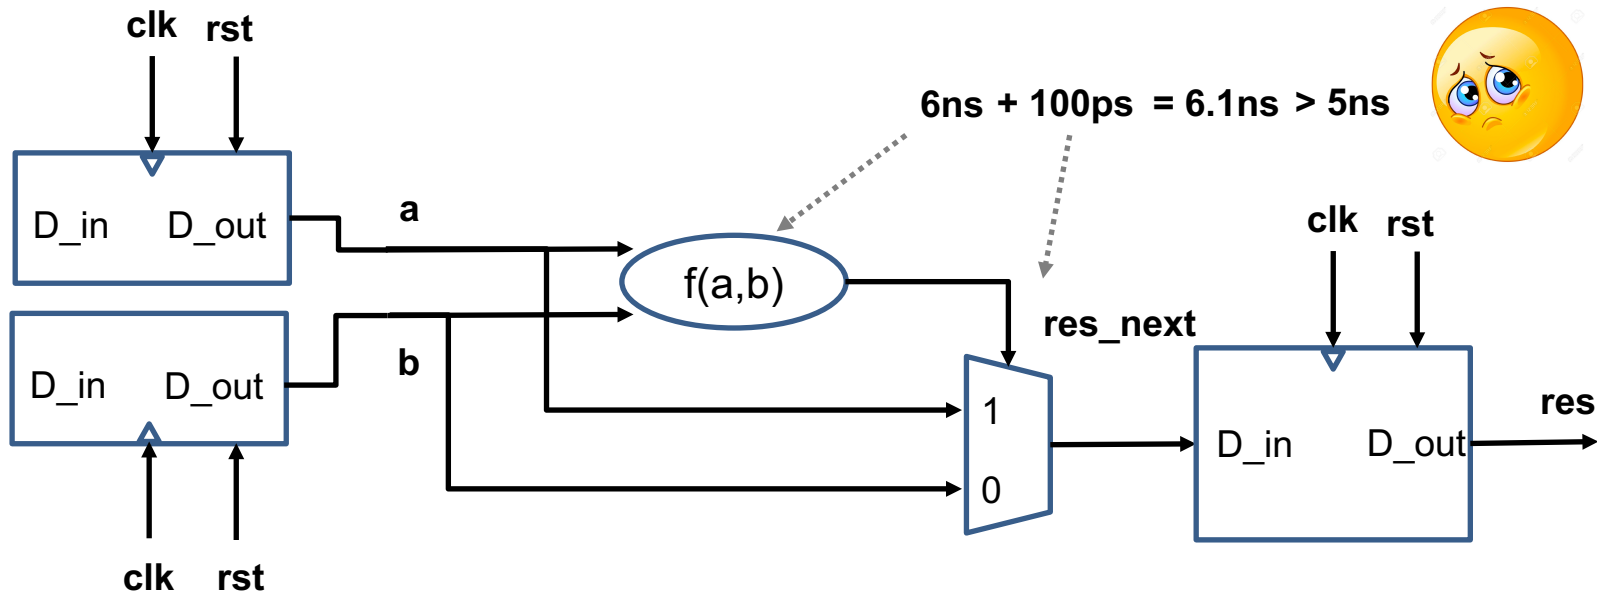 clk rst
6ns + 100ps = 6.1ns > 5ns
D_in D_out
a
clk rst
f(a,b)
res_next
b
D_in D_out
1
res
D_in D_out
0
clk rst